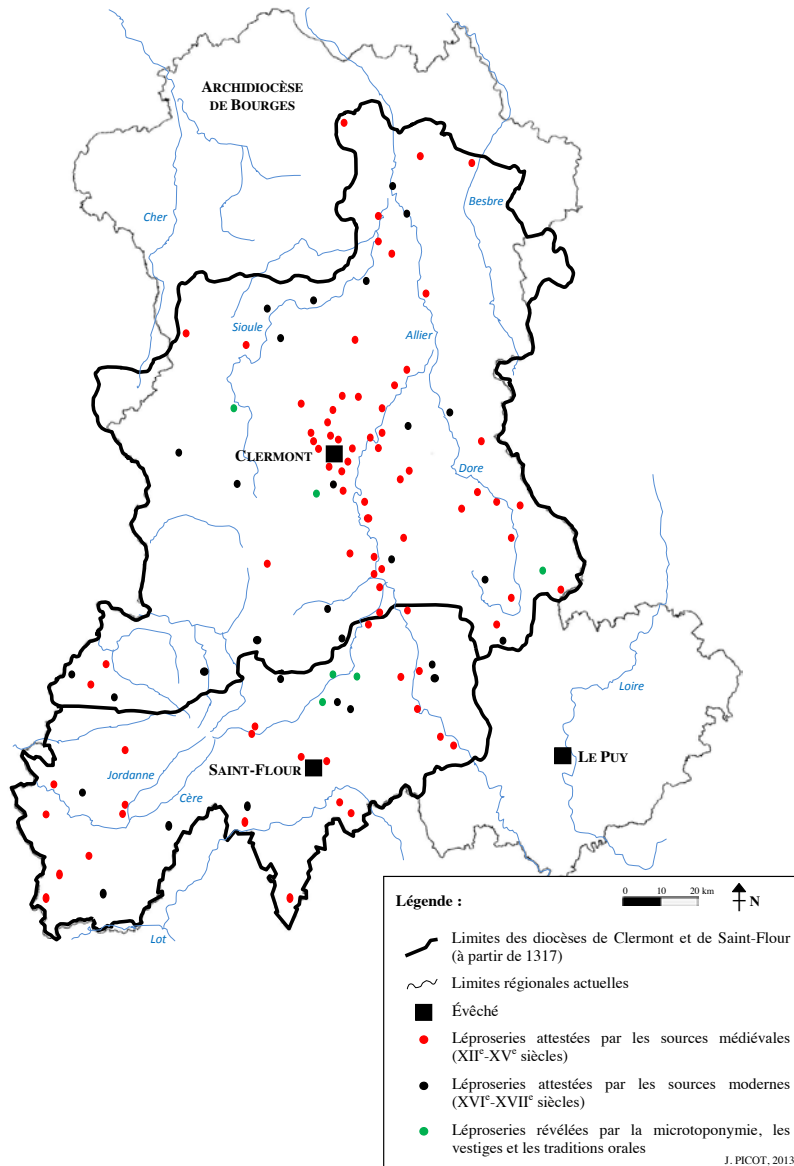 ARCHIDIOCÈSE
DE BOURGES
Cher
Besbre
Sioule
Allier
CLERMONT
Dore
Loire
LE PUY
SAINT-FLOUR
Jordanne
Cère
Lot
Légende :
0 10 20 km
N
Limites des diocèses de Clermont et de Saint-Flour
(à partir de 1317)
Limites régionales actuelles
Évêché
Léproseries attestées par les sources médiévales
(XIIe-XVe siècles)
Léproseries attestées par les sources modernes
(XVIe-XVIIe siècles)
Léproseries révélées par la microtoponymie, les
vestiges et les traditions orales
J. PICOT, 2013